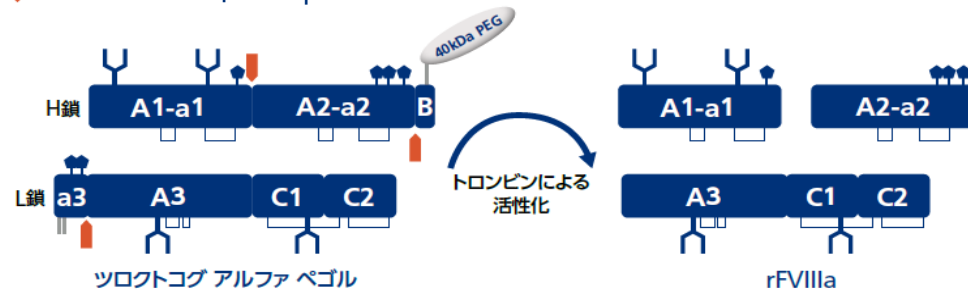 40kDa PEG
H鎖 A1-a1 A2-a2 B A1-a1 A2-a2
トロンビンによる
活性化
L鎖 a3 A3 C1 C2 A3 C1 C2
ツロクトコグ アルファ ペゴル rFVIIIa